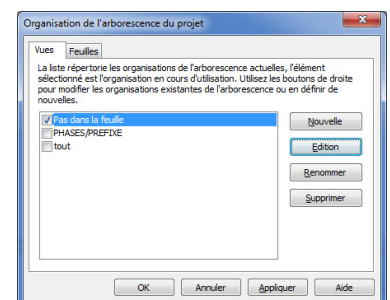 Organisation de l'arborescence du projet
Vues
Feuilles
La liste répertorie les organisations de l'arborescence actuelles, l'élément
sélectionné est l'organisation en cours d'utilisation. Utilisez les boutons de droite
pour modifier les organisations existantes de l'arborescence ou en définir de
nouvelles.
Pas dans la feuille
PHASES/PREFIXE
tout
Nouvelle
Edition
Renommer
Supprimer
OK
Annuler
Appliquer
Aide